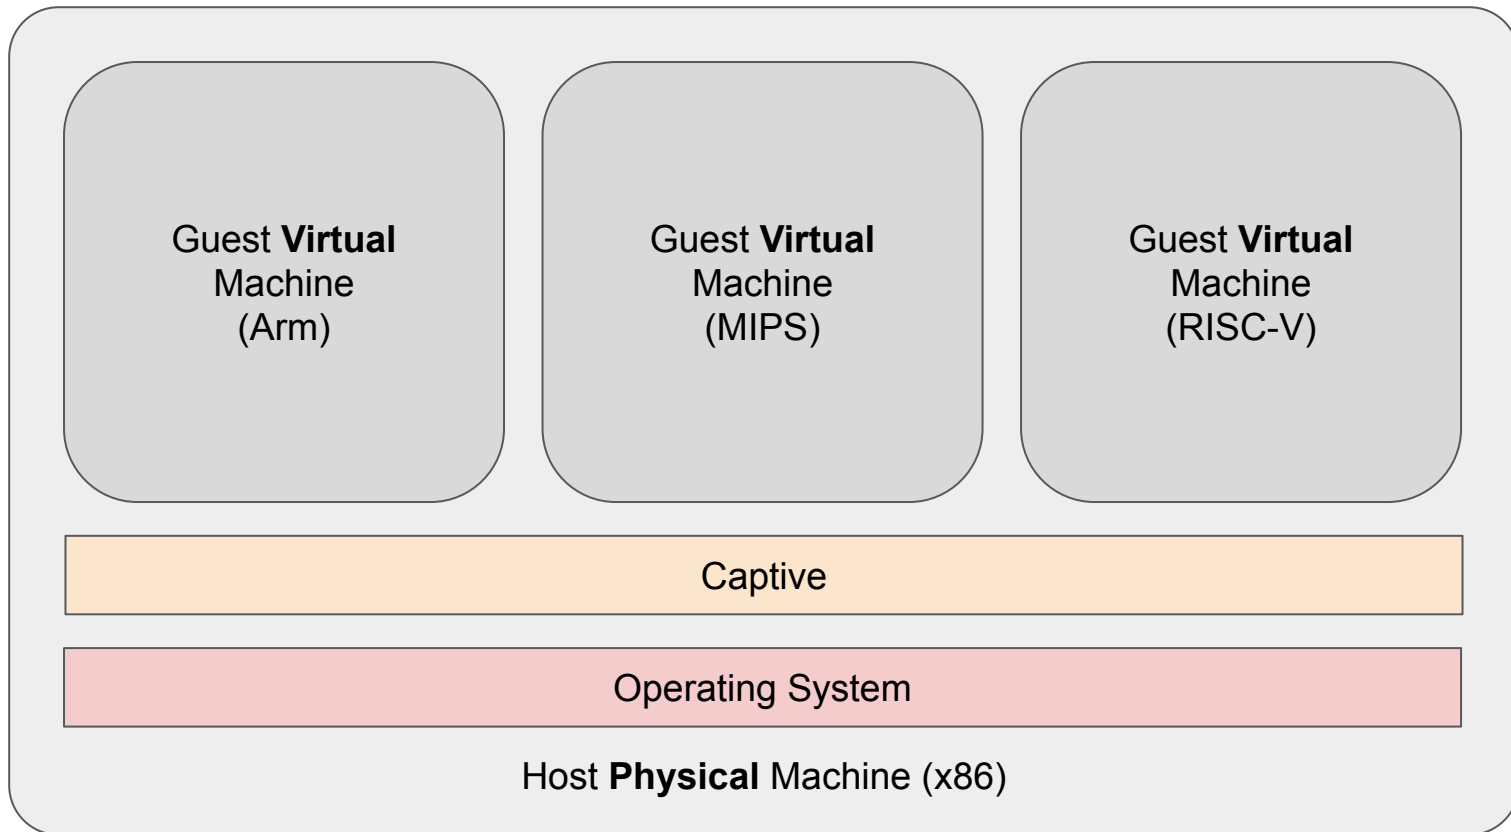 Guest Virtual
Machine
(Arm)
Guest Virtual
Machine
(MIPS)
Guest Virtual
Machine
(RISC-V)
Captive
Operating System
Host Physical Machine (x86)